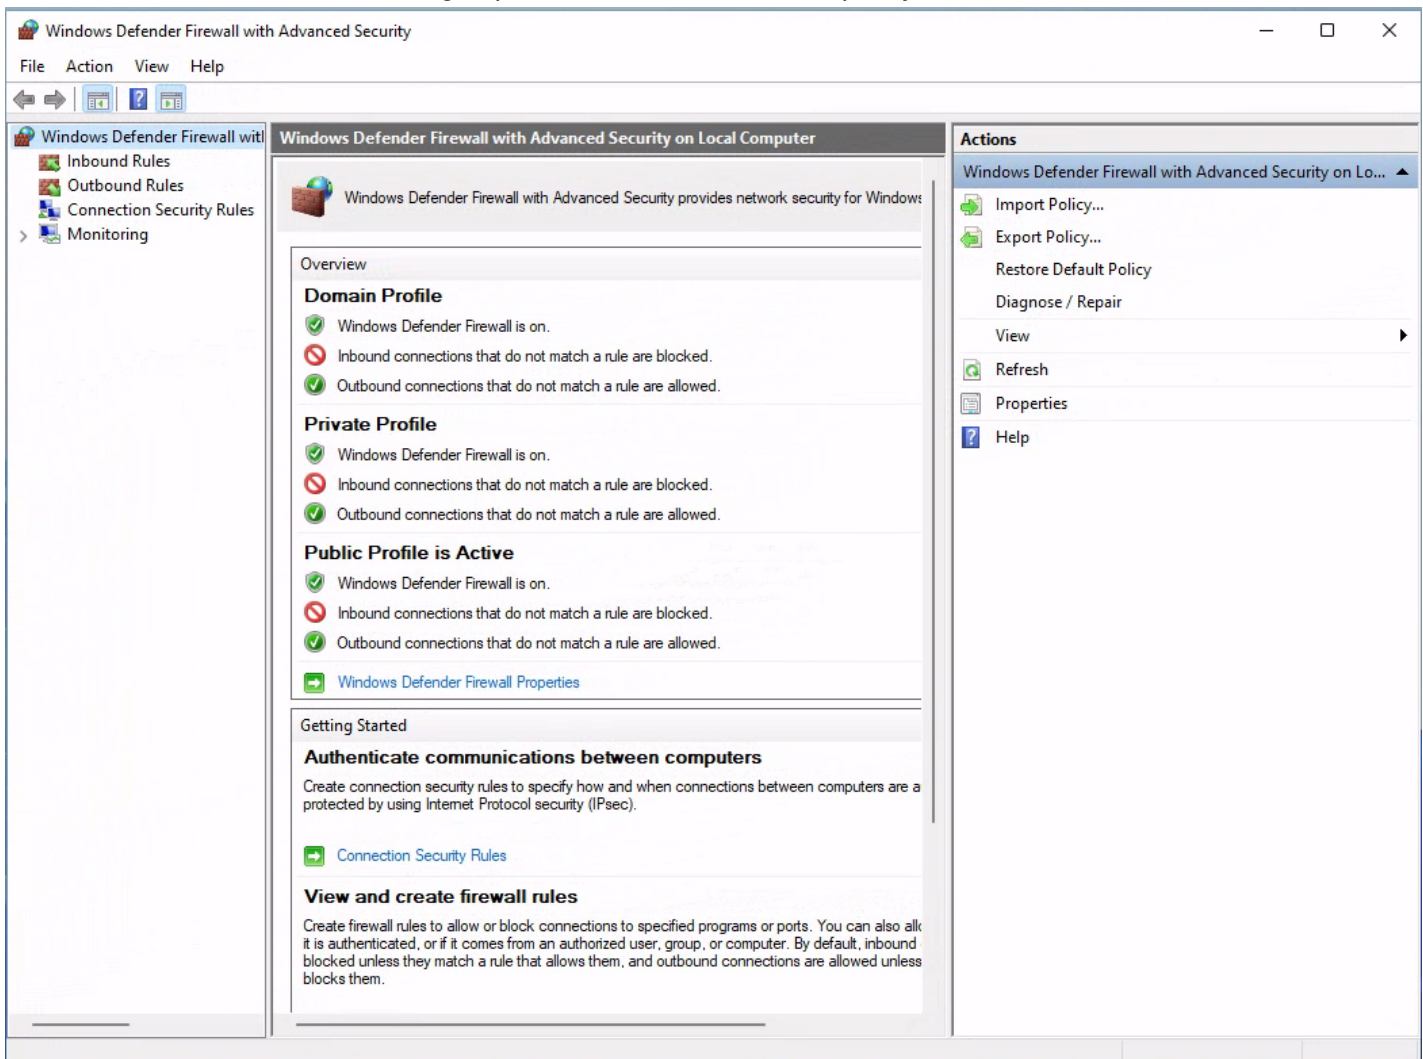 Windows Defender Firewall with Advanced Security
File Action View Help
Windows Defender Firewall wit
Inbound Rules
Outbound Rules
Connection Security Rules
Monitoring
Windows Defender Firewall with Advanced Security on Local Computer
Windows Defender Firewall with Advanced Security provides network security for Windows
Overview
Domain Profile
Windows Defender Firewall is on.
Inbound connections that do not match a rule are blocked.
Outbound connections that do not match a rule are allowed.
Private Profile
Windows Defender Firewall is on.
Inbound connections that do not match a rule are blocked.
Outbound connections that do not match a rule are allowed.
Public Profile is Active
Windows Defender Firewall is on.
Inbound connections that do not match a rule are blocked.
Outbound connections that do not match a rule are allowed.
Windows Defender Firewall Properties
Getting Started
Authenticate communications between computers
Create connection security rules to specify how and when connections between computers are a
protected by using Internet Protocol security (IPsec).
Connection Security Rules
View and create firewall rules
Create firewall rules to allow or block connections to specified programs or ports. You can also all
it is authenticated, or if it comes from an authorized user, group, or computer. By default, inbound
blocked unless they match a rule that allows them, and outbound connections are allowed unless
blocks them.
Actions
Windows Defender Firewall with Advanced Security on Lo...
Import Policy...
Export Policy...
Restore Default Policy
Diagnose / Repair
View
Refresh
Properties
Help